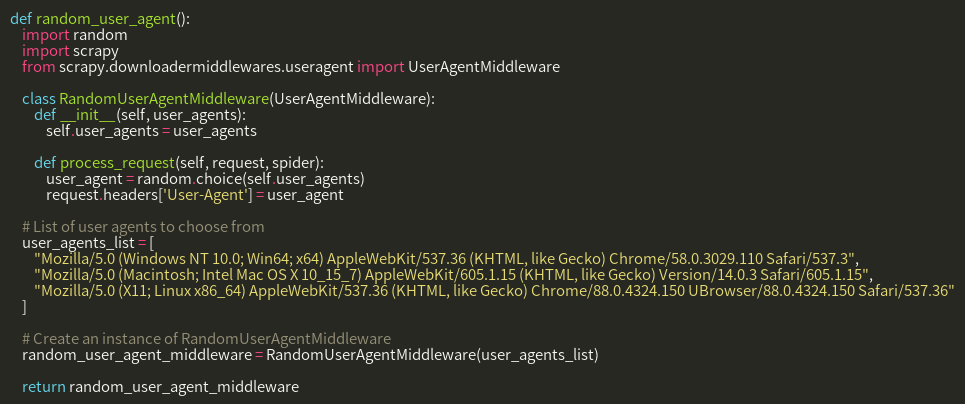 def random_user_agent():
    import random
    import scrapy
    from scrapy.downloadermiddlewares.useragent import UserAgentMiddleware

    class RandomUserAgentMiddleware(UserAgentMiddleware):
        def __init__(self, user_agents):
            self.user_agents = user_agents

        def process_request(self, request, spider):
            user_agent = random.choice(self.user_agents)
            request.headers['User-Agent'] = user_agent

    # List of user agents to choose from
    user_agents_list = [
        "Mozilla/5.0 (Windows NT 10.0; Win64; x64) AppleWebKit/537.36 (KHTML, like Gecko) Chrome/58.0.3029.110 Safari/537.3",
        "Mozilla/5.0 (Macintosh; Intel Mac OS X 10_15_7) AppleWebKit/605.1.15 (KHTML, like Gecko) Version/14.0.3 Safari/605.1.15",
        "Mozilla/5.0 (X11; Linux x86_64) AppleWebKit/537.36 (KHTML, like Gecko) Chrome/88.0.4324.150 UBrowser/88.0.4324.150 Safari/537.36"
    ]

    # Create an instance of RandomUserAgentMiddleware
    random_user_agent_middleware = RandomUserAgentMiddleware(user_agents_list)

    return random_user_agent_middleware